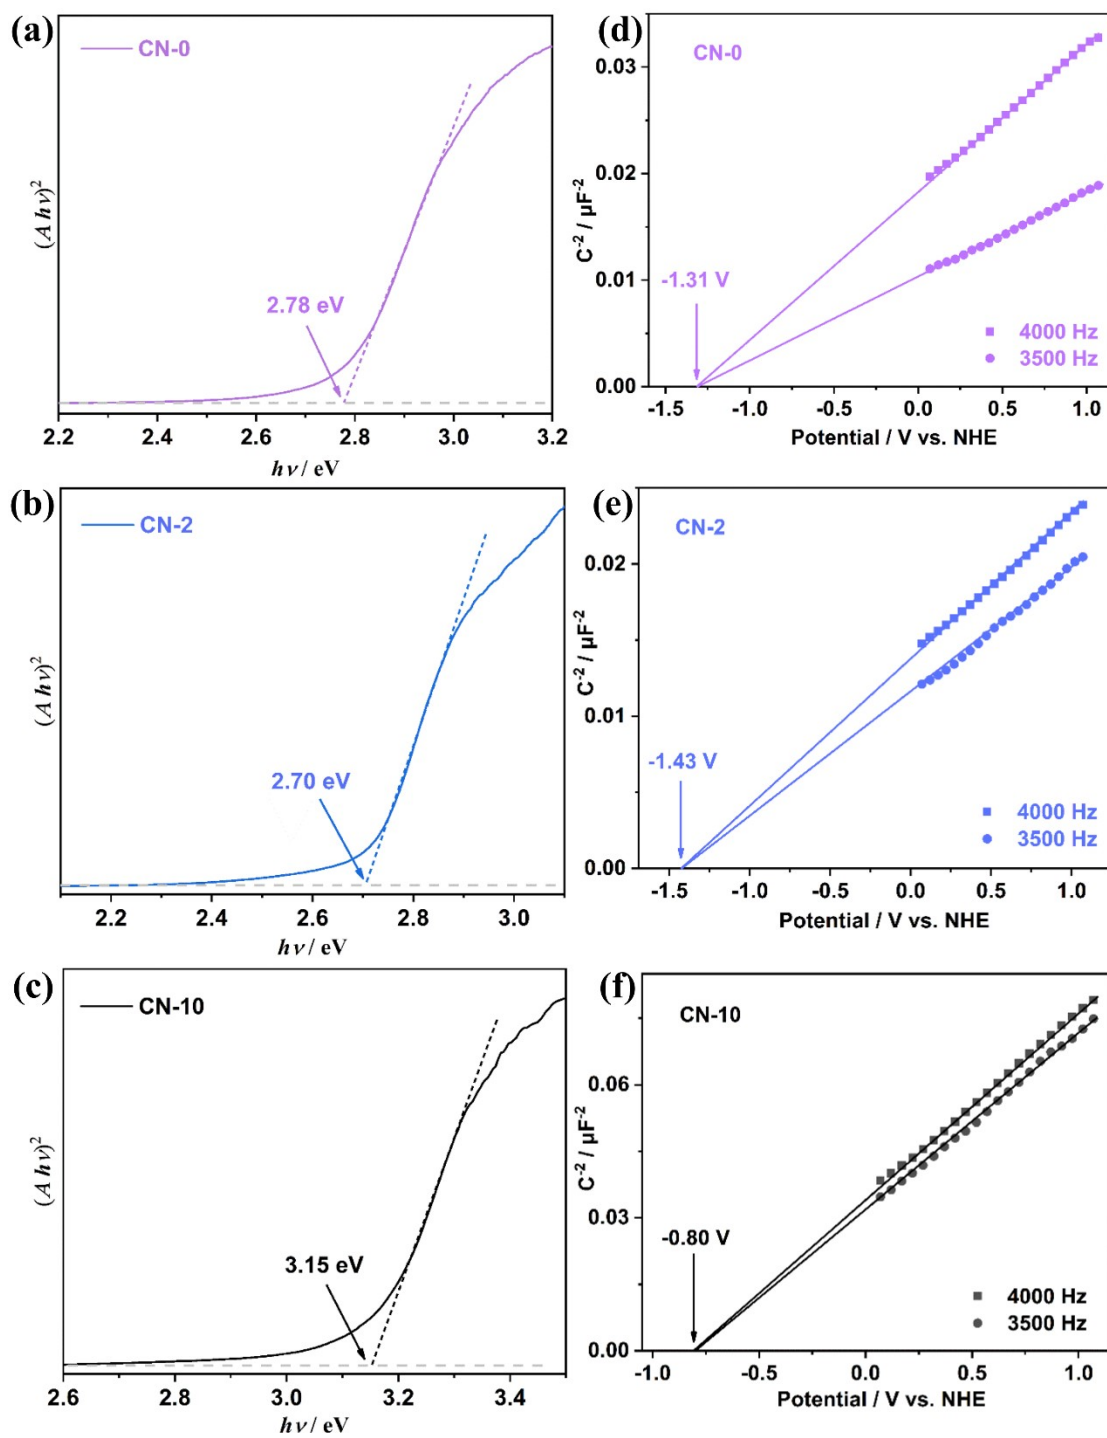 (a)
CN-0
2.78 eV
(A hν)²
2.2 2.4 2.6 2.8 3.0 3.2
hν / eV
(d)
CN-0
0.03
0.02
0.01
0.00
C⁻² / μF⁻²
-1.31 V
4000 Hz
3500 Hz
-1.5 -1.0 -0.5 0.0 0.5 1.0
Potential / V vs. NHE
(b)
CN-2
2.70 eV
(A hν)²
2.2 2.4 2.6 2.8 3.0
hν / eV
(e)
CN-2
0.02
0.01
0.00
C⁻² / μF⁻²
-1.43 V
4000 Hz
3500 Hz
-1.5 -1.0 -0.5 0.0 0.5 1.0
Potential / V vs. NHE
(c)
CN-10
3.15 eV
(A hν)²
2.6 2.8 3.0 3.2 3.4
hν / eV
(f)
CN-10
0.06
0.03
0.00
C⁻² / μF⁻²
-0.80 V
4000 Hz
3500 Hz
-1.0 -0.5 0.0 0.5 1.0
Potential / V vs. NHE